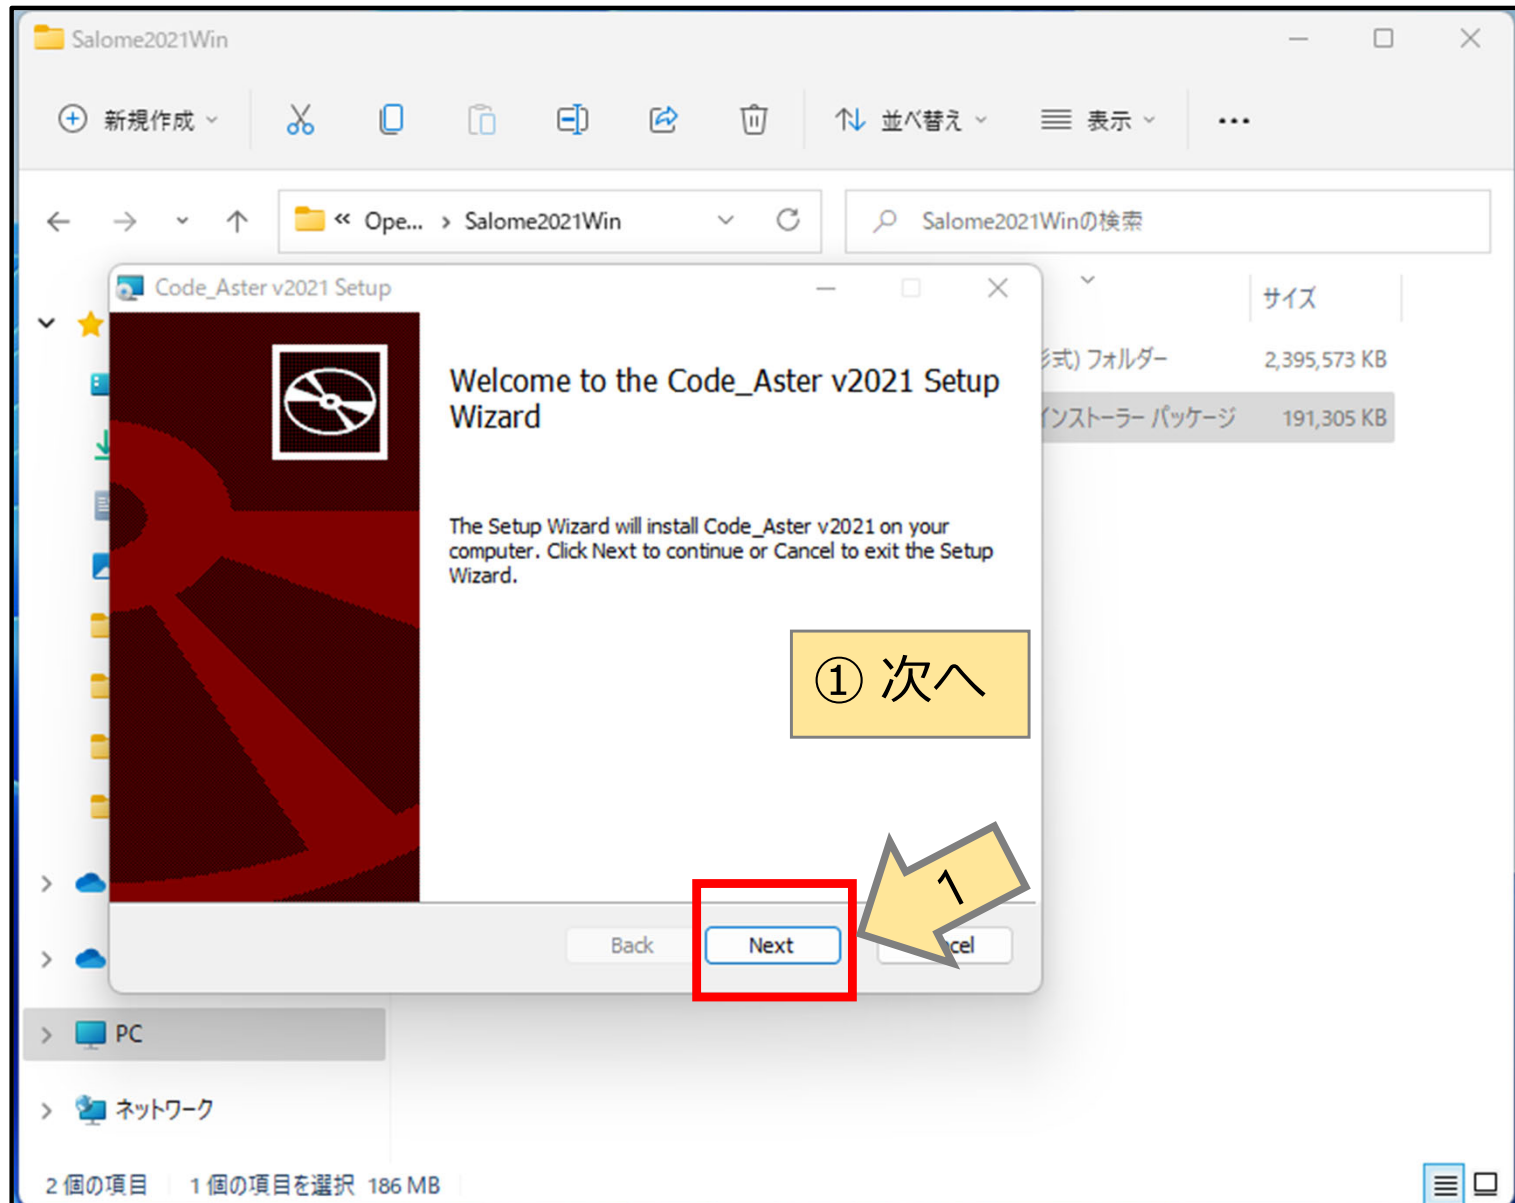 Salome2021Win
新規作成
並べ替え
表示
« Ope... › Salome2021Win
Salome2021Winの検索
サイズ
式) フォルダー 2,395,573 KB
インストーラー パッケージ 191,305 KB
Code_Aster v2021 Setup
Welcome to the Code_Aster v2021 Setup
Wizard
The Setup Wizard will install Code_Aster v2021 on your
computer. Click Next to continue or Cancel to exit the Setup
Wizard.
① 次へ
1
Back
Next
cel
PC
ネットワーク
2 個の項目
1 個の項目を選択 186 MB